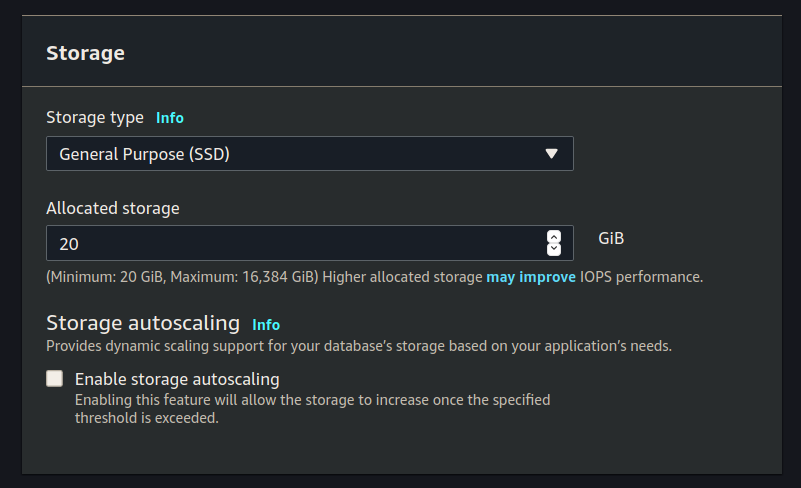 Storage
Storage type Info
General Purpose (SSD)
Allocated storage
20
GiB
(Minimum: 20 GiB, Maximum: 16,384 GiB) Higher allocated storage may improve IOPS performance.
Storage autoscaling Info
Provides dynamic scaling support for your database’s storage based on your application’s needs.
Enable storage autoscaling
Enabling this feature will allow the storage to increase once the specified
threshold is exceeded.